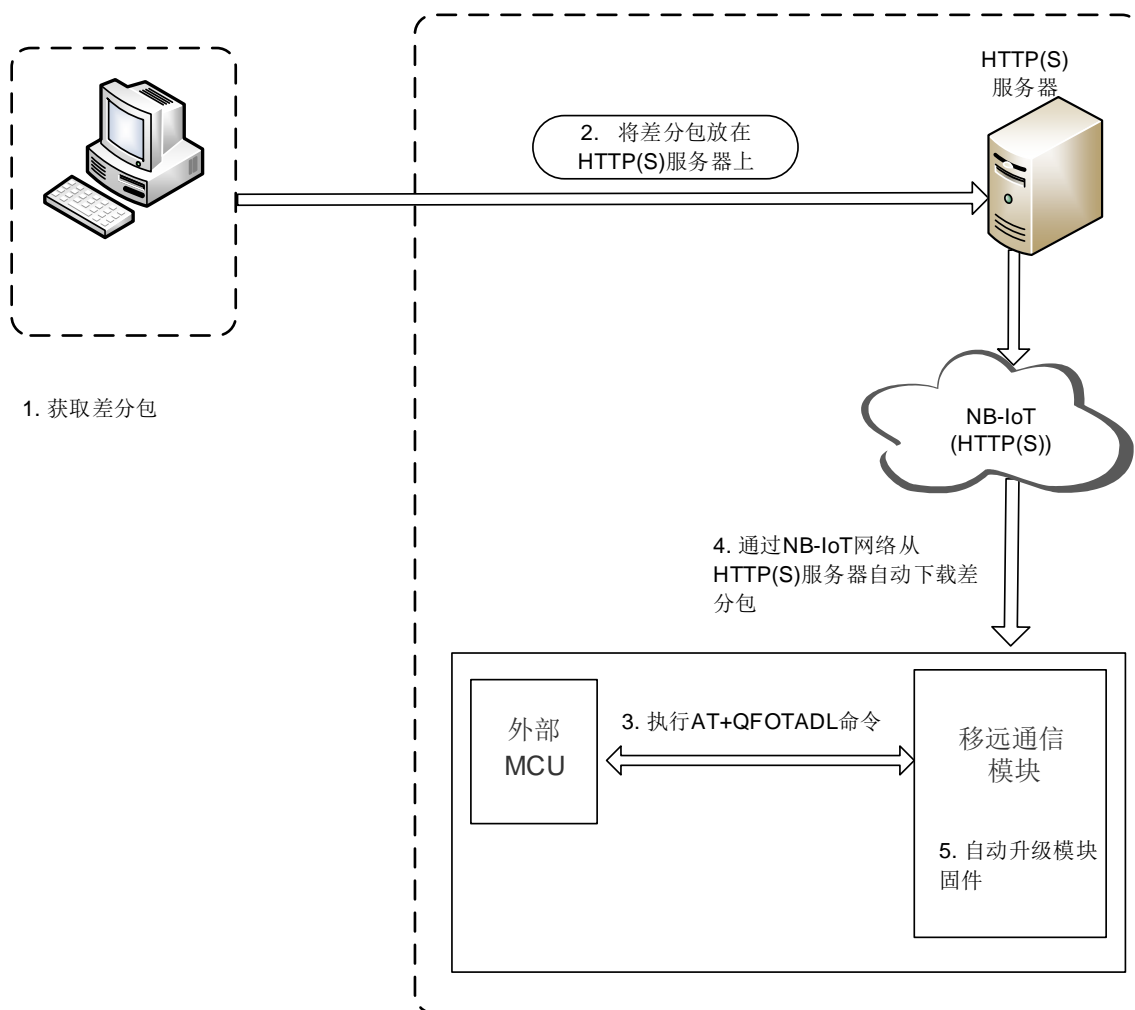 HTTP(S)
服务器
2. 将差分包放在
HTTP(S)服务器上
1. 获取差分包
NB-IoT
(HTTP(S))
4. 通过NB-IoT网络从
HTTP(S)服务器自动下载差
分包
3. 执行AT+QFOTADL命令
外部
MCU
移远通信
模块
5. 自动升级模块
固件